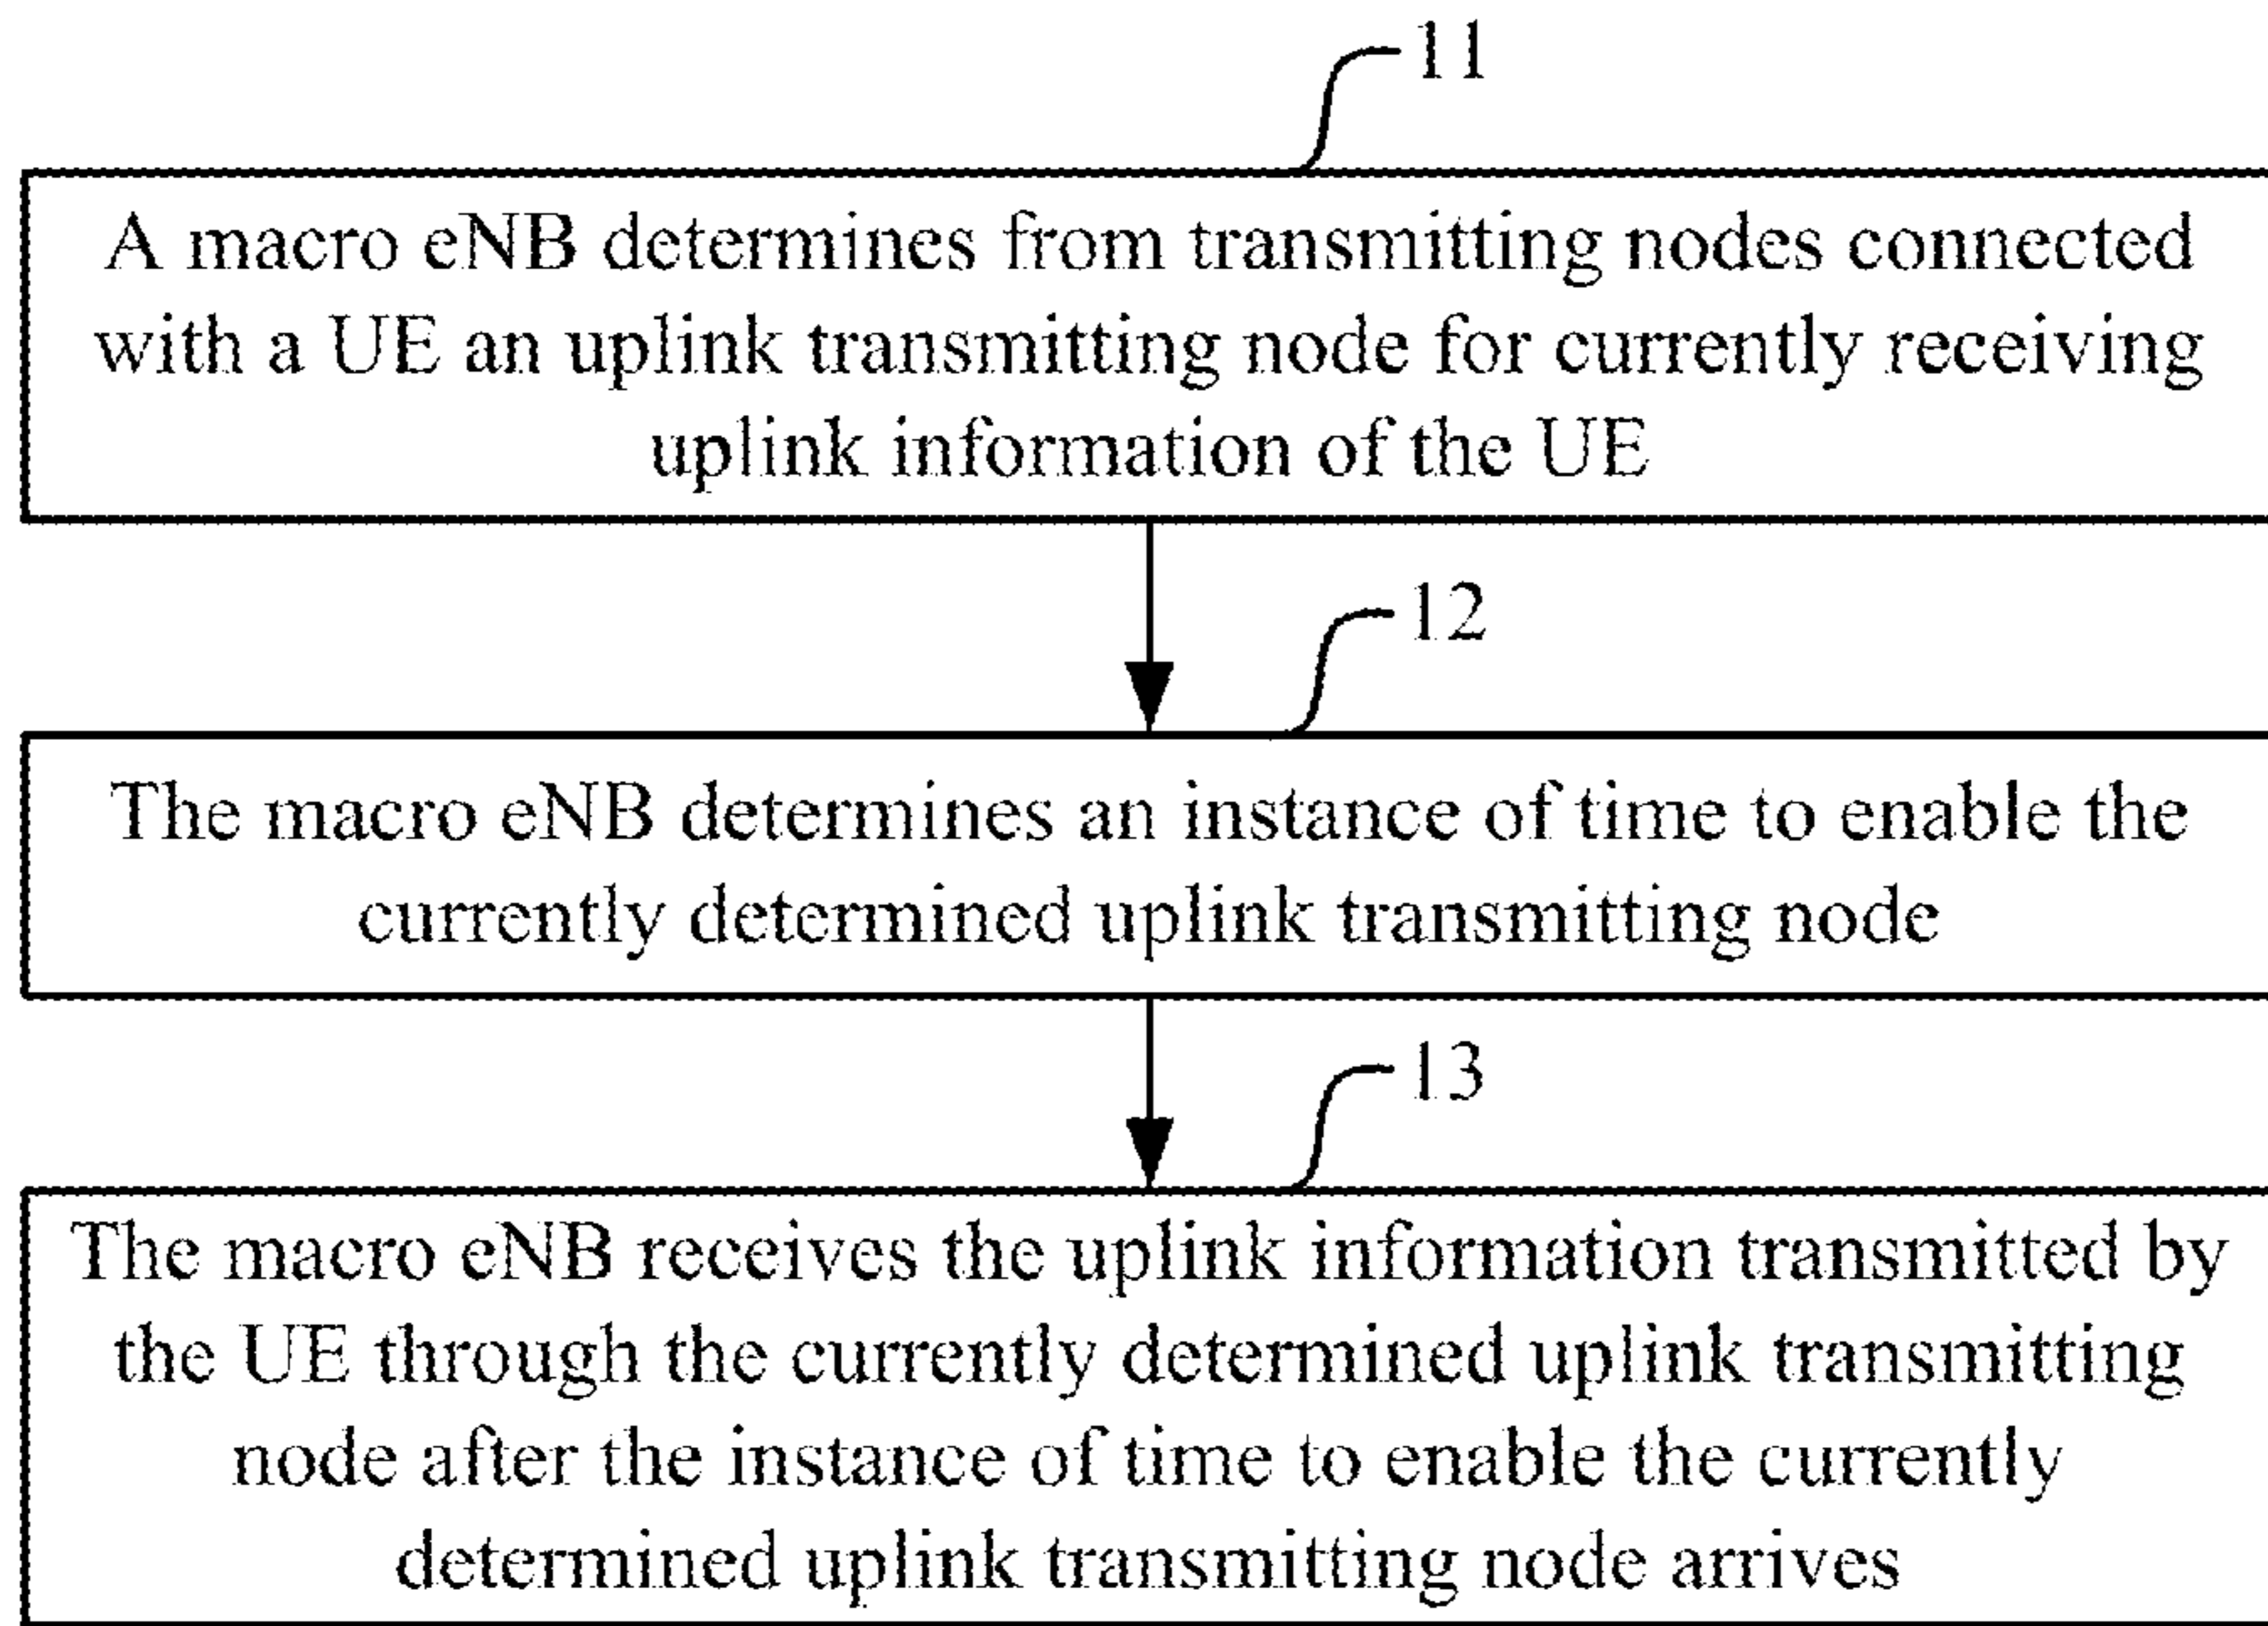 11
A macro eNB determines from transmitting nodes connected
with a UE an uplink transmitting node for currently receiving
uplink information of the UE
12
The macro eNB determines an instance of time to enable the
currently determined uplink transmitting node
13
The macro eNB receives the uplink information transmitted by
the UE through the currently determined uplink transmitting
node after the instance of time to enable the currently
determined uplink transmitting node arrives